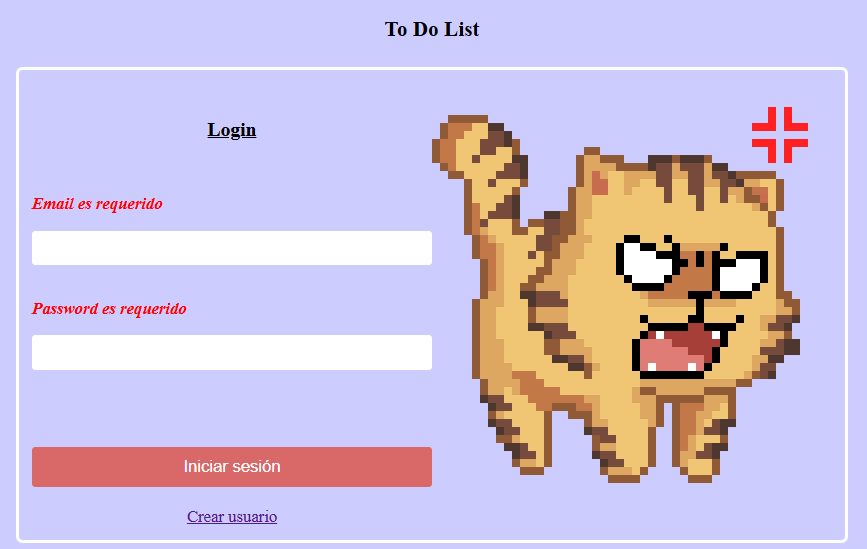 To Do List
Login
Email es requerido
Password es requerido
Iniciar sesión
Crear usuario